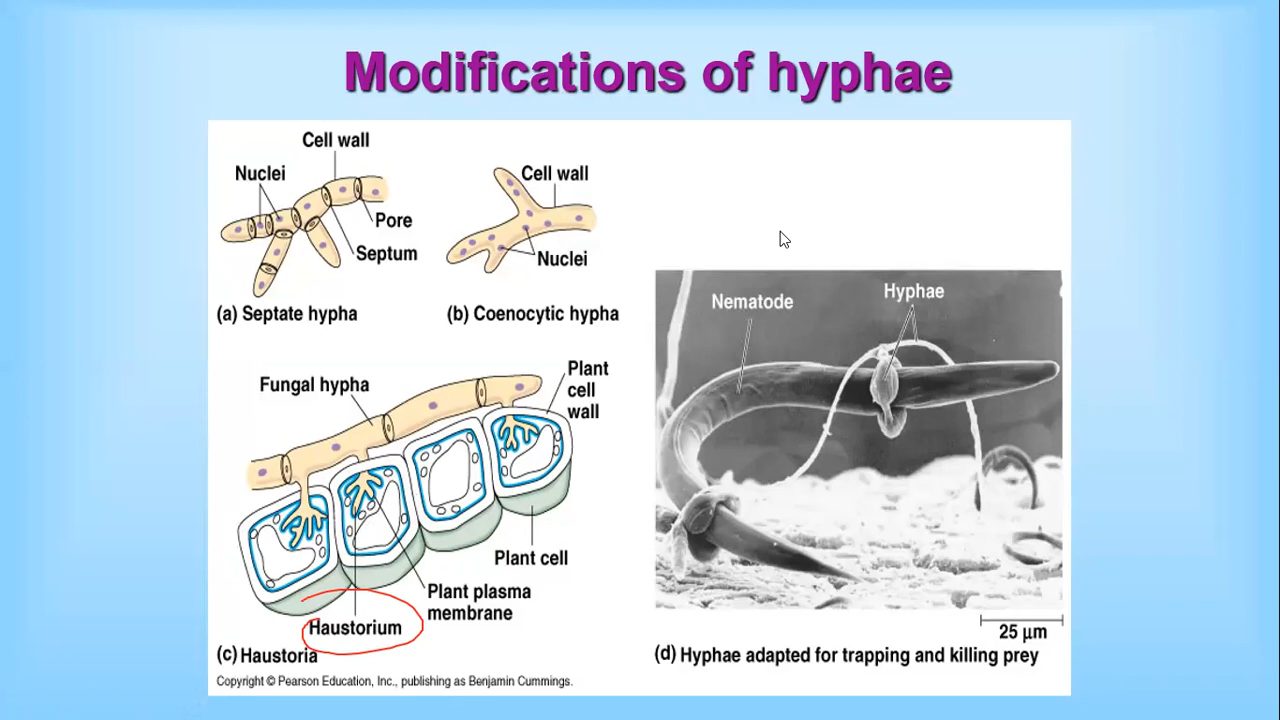 Modifications of hyphae
Cell wall
Nuclei
Pore
Septum
(a) Septate hypha
Cell wall
Nuclei
(b) Coenocytic hypha
Fungal hypha
Plant
cell
wall
Plant cell
Plant plasma
membrane
Haustorium
(c) Haustoria
Nematode
Hyphae
25 µm
(d) Hyphae adapted for trapping and killing prey
Copyright © Pearson Education, Inc., publishing as Benjamin Cummings.